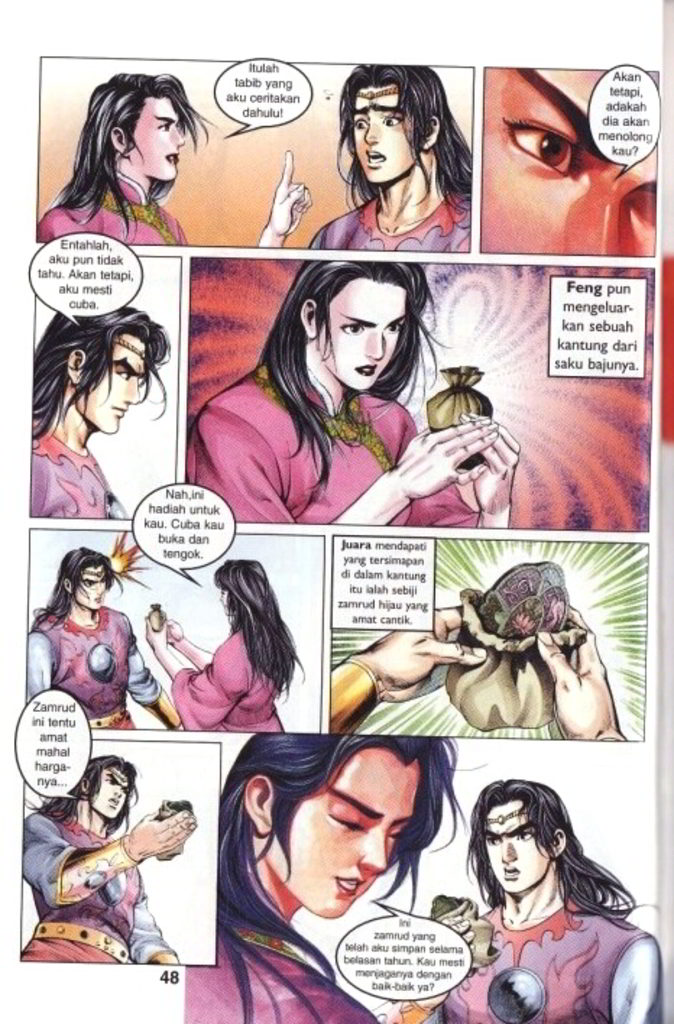 Itulah
tabib yang
aku ceritakan
dahulu!
Akan
tetapi,
adakah
dia akan
menolong
kau?
Entahlah,
aku pun tidak
tahu. Akan tetapi,
aku mesti
cuba.
Feng pun
mengeluar-
kan sebuah
kantung dari
saku bajunya.
Nah,ini
hadiah untuk
kau. Cuba kau
buka dan
tengok.
Juara mendapati
yang tersimpan
di dalam kantung
itu ialah sebiji
zamrud hijau yang
amat cantik.
Zamrud
ini tentu
amat
mahal
harga-
nya...
Ini
zamrud yang
telah aku simpan selama
belasan tahun. Kau mesti
menjaganya dengan
baik-baik ya?
48